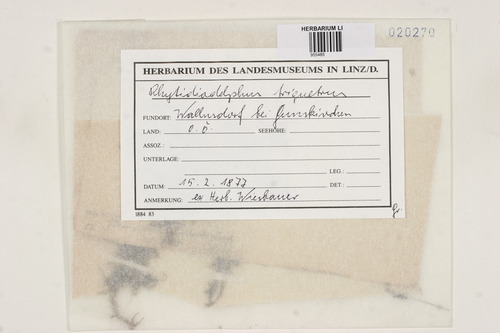 HERBARIUM LI
020270
HERBARIUM DES LANDESMUSEUMS IN LINZ/D.
Rhytidiadelphus triquetrus
FUNDORT: Wallnsdorf bei Gunskirchen
LAND: O.Ö. SEEHÖHE:
ASSOZ.:
UNTERLAGE:
LEG:
DATUM: 15.2.1877 DET:
ANMERKUNG: ex Herb. Wiesbauer
1884 83
Gr.